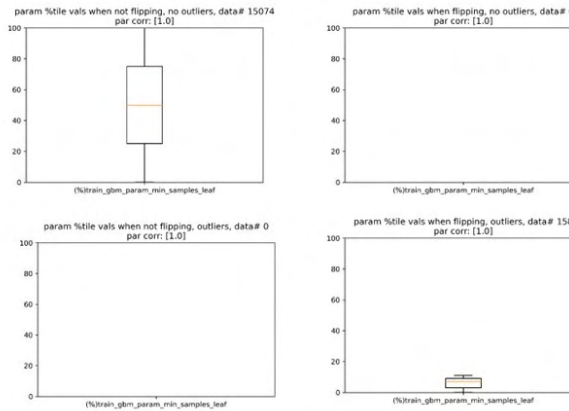 param %tile vals when not flipping, no outliers, data# 15074
par corr: [1.0]
100
80
60
40
20
0
(%)train_gbm_param_min_samples_leaf
param %tile vals when flipping, no outliers, data#
par corr: [1.0]
100
80
60
40
20
0
(%)train_gbm_param_min_samples_leaf
param %tile vals when not flipping, outliers, data# 0
par corr: [1.0]
100
80
60
40
20
0
(%)train_gbm_param_min_samples_leaf
param %tile vals when flipping, outliers, data#
par corr: [1.0]
100
80
60
40
20
0
(%)train_gbm_param_min_samples_leaf